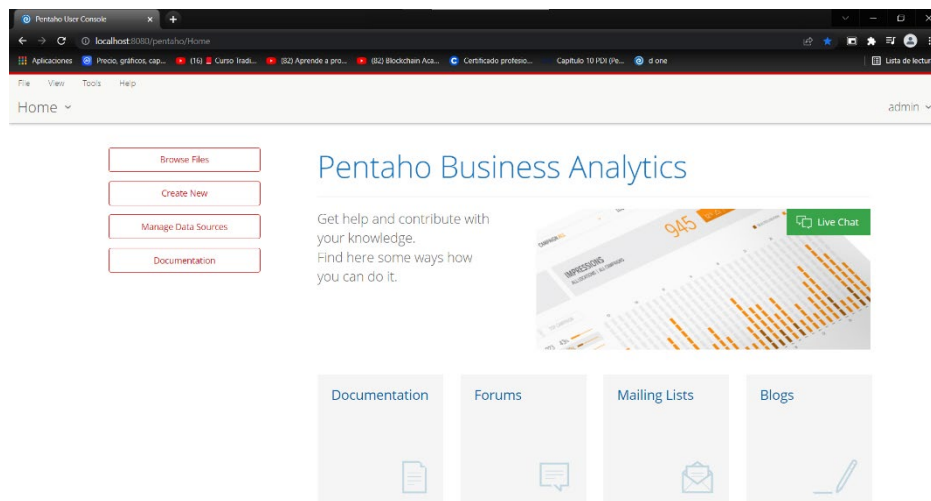 Pentaho User Console
localhost:8080/pentaho/Home
Aplicaciones
Precio, gráficos, cap...
(16) Curso Tradi...
(82) Aprende a pro...
(82) Blockchain Aca...
Certificado profesio...
Capítulo 10 PDI (Pe...
d one
Lista de lectura
File View Tools Help
Home
admin
Browse Files
Create New
Manage Data Sources
Documentation
Pentaho Business Analytics
Get help and contribute with
your knowledge.
Find here some ways how
you can do it.
945
IMPRESSIONS
Live Chat
Documentation
Forums
Mailing Lists
Blogs